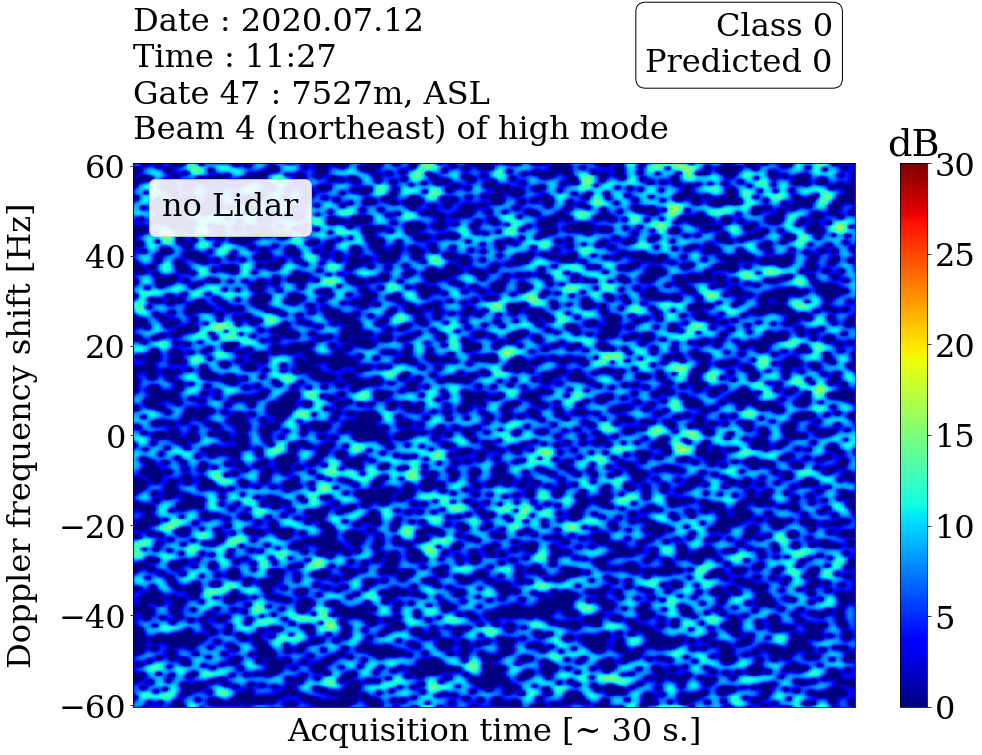 Date : 2020.07.12
Time : 11:27
Gate 47 : 7527m, ASL
Beam 4 (northeast) of high mode
Class 0
Predicted 0
dB
no Lidar
Doppler frequency shift [Hz]
60
40
20
0
−20
−40
−60
Acquisition time [~ 30 s.]
30
25
20
15
10
5
0